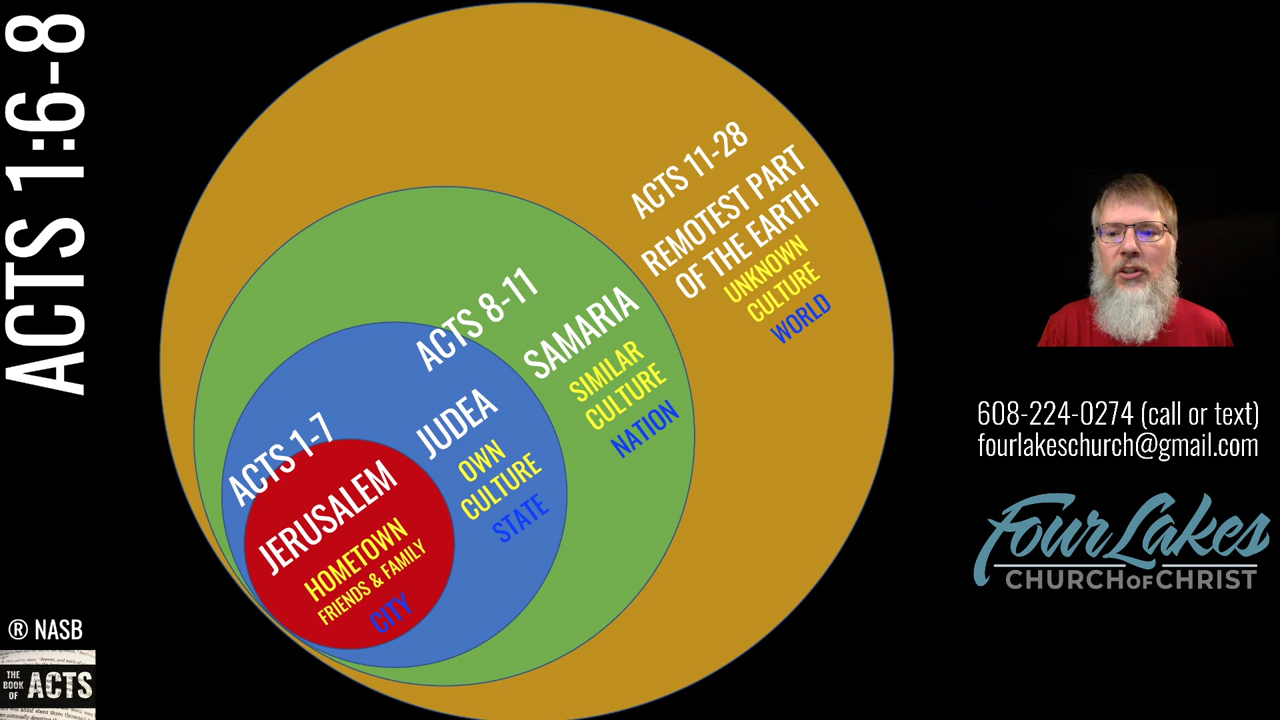 ACTS 1:6-8
ACTS 11-28
REMOTEST PART
OF THE EARTH
UNKNOWN
CULTURE
WORLD
ACTS 8-11
SAMARIA
SIMILAR
CULTURE
NATION
JUDEA
OWN
CULTURE
STATE
ACTS 1-7
JERUSALEM
HOMETOWN
FRIENDS & FAMILY
CITY
608-224-0274 (call or text)
fourlakeschurch@gmail.com
Four Lakes
CHURCH OF CHRIST
® NASB
THE
BOOK
OF
ACTS